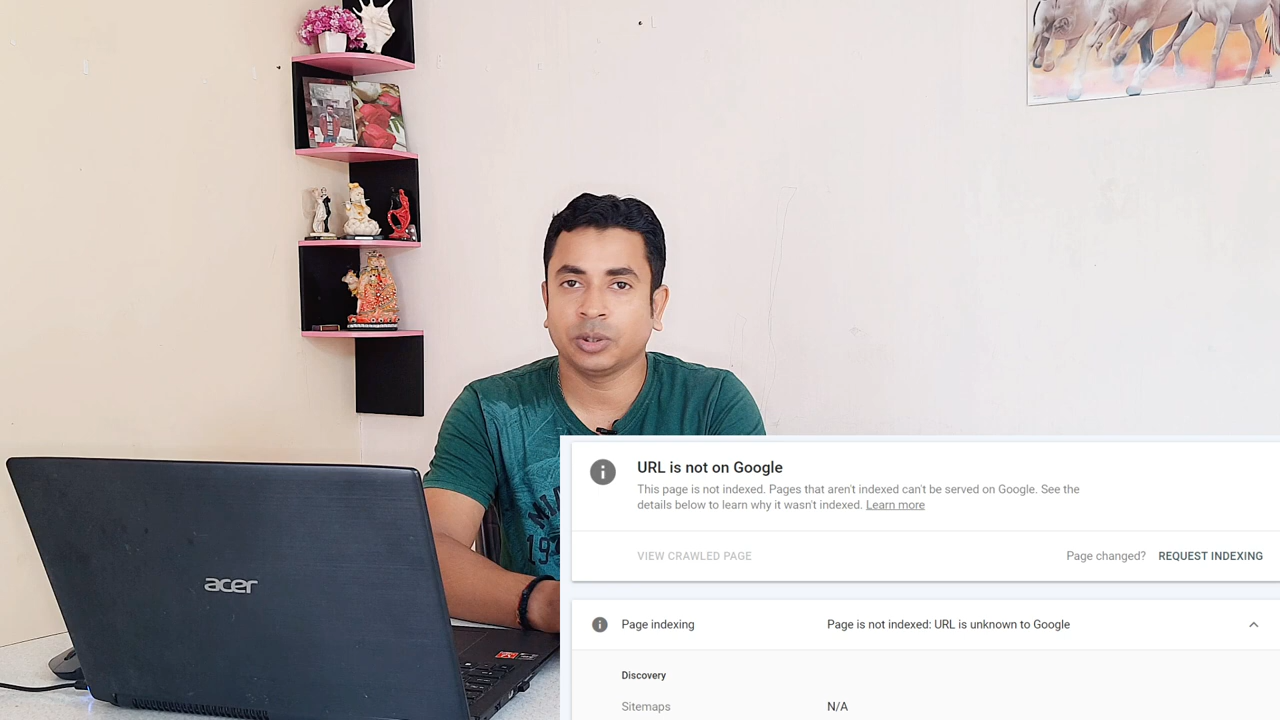 acer
URL is not on Google
This page is not indexed. Pages that aren't indexed can't be served on Google. See the
details below to learn why it wasn't indexed. Learn more
VIEW CRAWLED PAGE
Page changed? REQUEST INDEXING
Page indexing
Page is not indexed: URL is unknown to Google
Discovery
Sitemaps
N/A